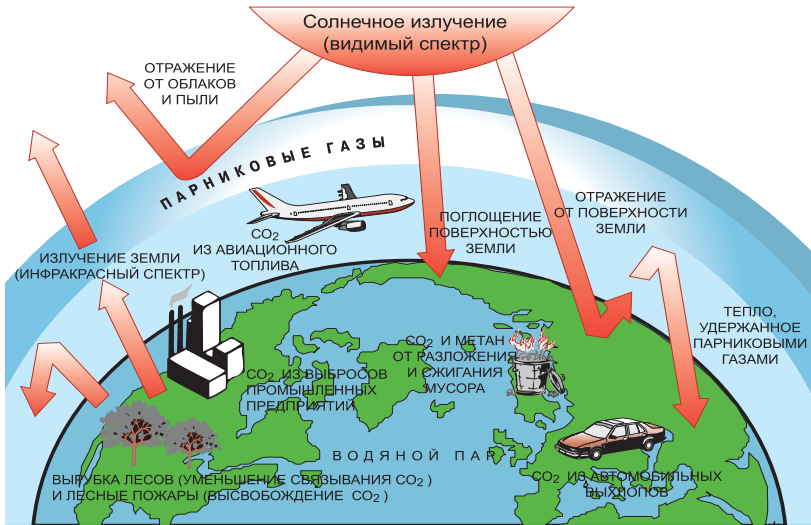 Солнечное излучение
(видимый спектр)
ОТРАЖЕНИЕ
ОТ ОБЛАКОВ
И ПЫЛИ
ПАРНИКОВЫЕ ГАЗЫ
CO2
ИЗ АВИАЦИОННОГО
ТОПЛИВА
ПОГЛОЩЕНИЕ
ПОВЕРХНОСТЬЮ
ЗЕМЛИ
ОТРАЖЕНИЕ
ОТ ПОВЕРХНОСТИ
ЗЕМЛИ
ИЗЛУЧЕНИЕ ЗЕМЛИ
(ИНФРАКРАСНЫЙ СПЕКТР)
ТЕПЛО,
УДЕРЖАННОЕ
ПАРНИКОВЫМИ
ГАЗАМИ
CO2 ИЗ ВЫБРОСОВ
ПРОМЫШЛЕННЫХ
ПРЕДПРИЯТИЙ
CO2 И МЕТАН
ОТ РАЗЛОЖЕНИЯ
И СЖИГАНИЯ
МУСОРА
ВОДЯНОЙ ПАР
ВЫРУБКА ЛЕСОВ (УМЕНЬШЕНИЕ СВЯЗЫВАНИЯ CO2 )
И ЛЕСНЫЕ ПОЖАРЫ (ВЫСВОБОЖДЕНИЕ CO2 )
CO2 ИЗ АВТОМОБИЛЬНЫХ
ВЫХЛОПОВ